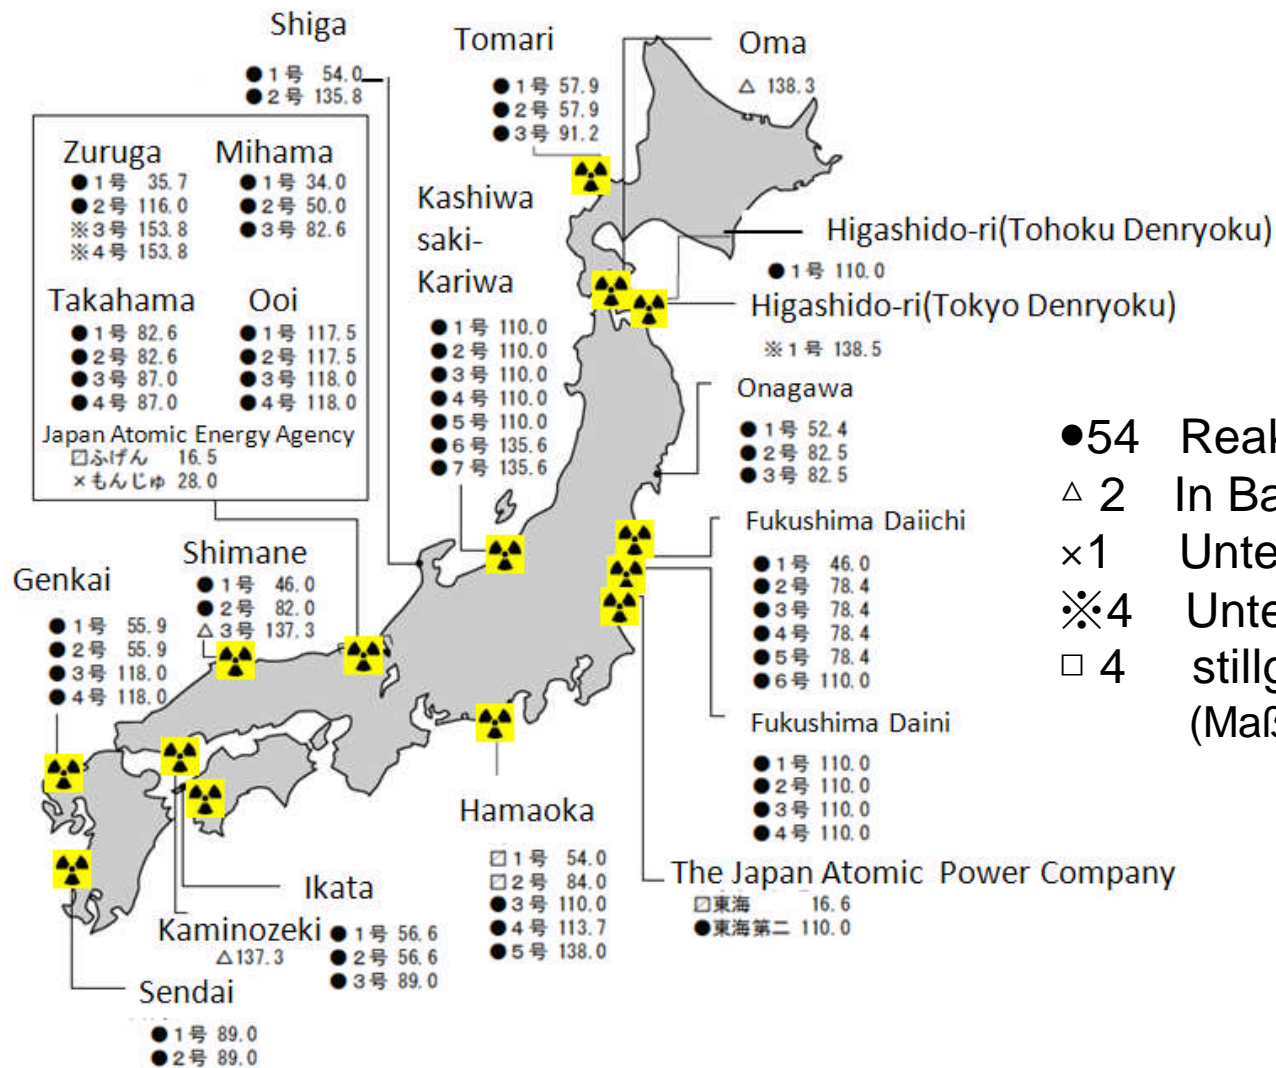 Shiga
●1号 54.0
●2号 135.8
Tomari
●1号 57.9
●2号 57.9
●3号 91.2
Oma
△ 138.3
Zuruga
●1号 35.7
●2号 116.0
※3号 153.8
※4号 153.8
Mihama
●1号 34.0
●2号 50.0
●3号 82.6
Takahama
●1号 82.6
●2号 82.6
●3号 87.0
●4号 87.0
Ooi
●1号 117.5
●2号 117.5
●3号 118.0
●4号 118.0
Japan Atomic Energy Agency
☑ふげん 16.5
×もんじゅ 28.0
Kashiwa
saki-
Kariwa
●1号 110.0
●2号 110.0
●3号 110.0
●4号 110.0
●5号 110.0
●6号 135.6
●7号 135.6
Higashido-ri(Tohoku Denryoku)
●1号 110.0
Higashido-ri(Tokyo Denryoku)
※1号 138.5
Onagawa
●1号 52.4
●2号 82.5
●3号 82.5
Fukushima Daiichi
●1号 46.0
●2号 78.4
●3号 78.4
●4号 78.4
●5号 78.4
●6号 110.0
Fukushima Daini
●1号 110.0
●2号 110.0
●3号 110.0
●4号 110.0
The Japan Atomic Power Company
☑東海 16.6
●東海第二 110.0
Shimane
●1号 46.0
●2号 82.0
△3号 137.3
Genkai
●1号 55.9
●2号 55.9
●3号 118.0
●4号 118.0
Hamaoka
☑1号 54.0
☑2号 84.0
●3号 110.0
●4号 113.7
●5号 138.0
Ikata
●1号 56.6
●2号 56.6
●3号 89.0
Kaminozeki
△137.3
Sendai
●1号 89.0
●2号 89.0
●54 Reak
△ 2 In Ba
×1 Unte
※4 Unte
□ 4 stillg
(Maß